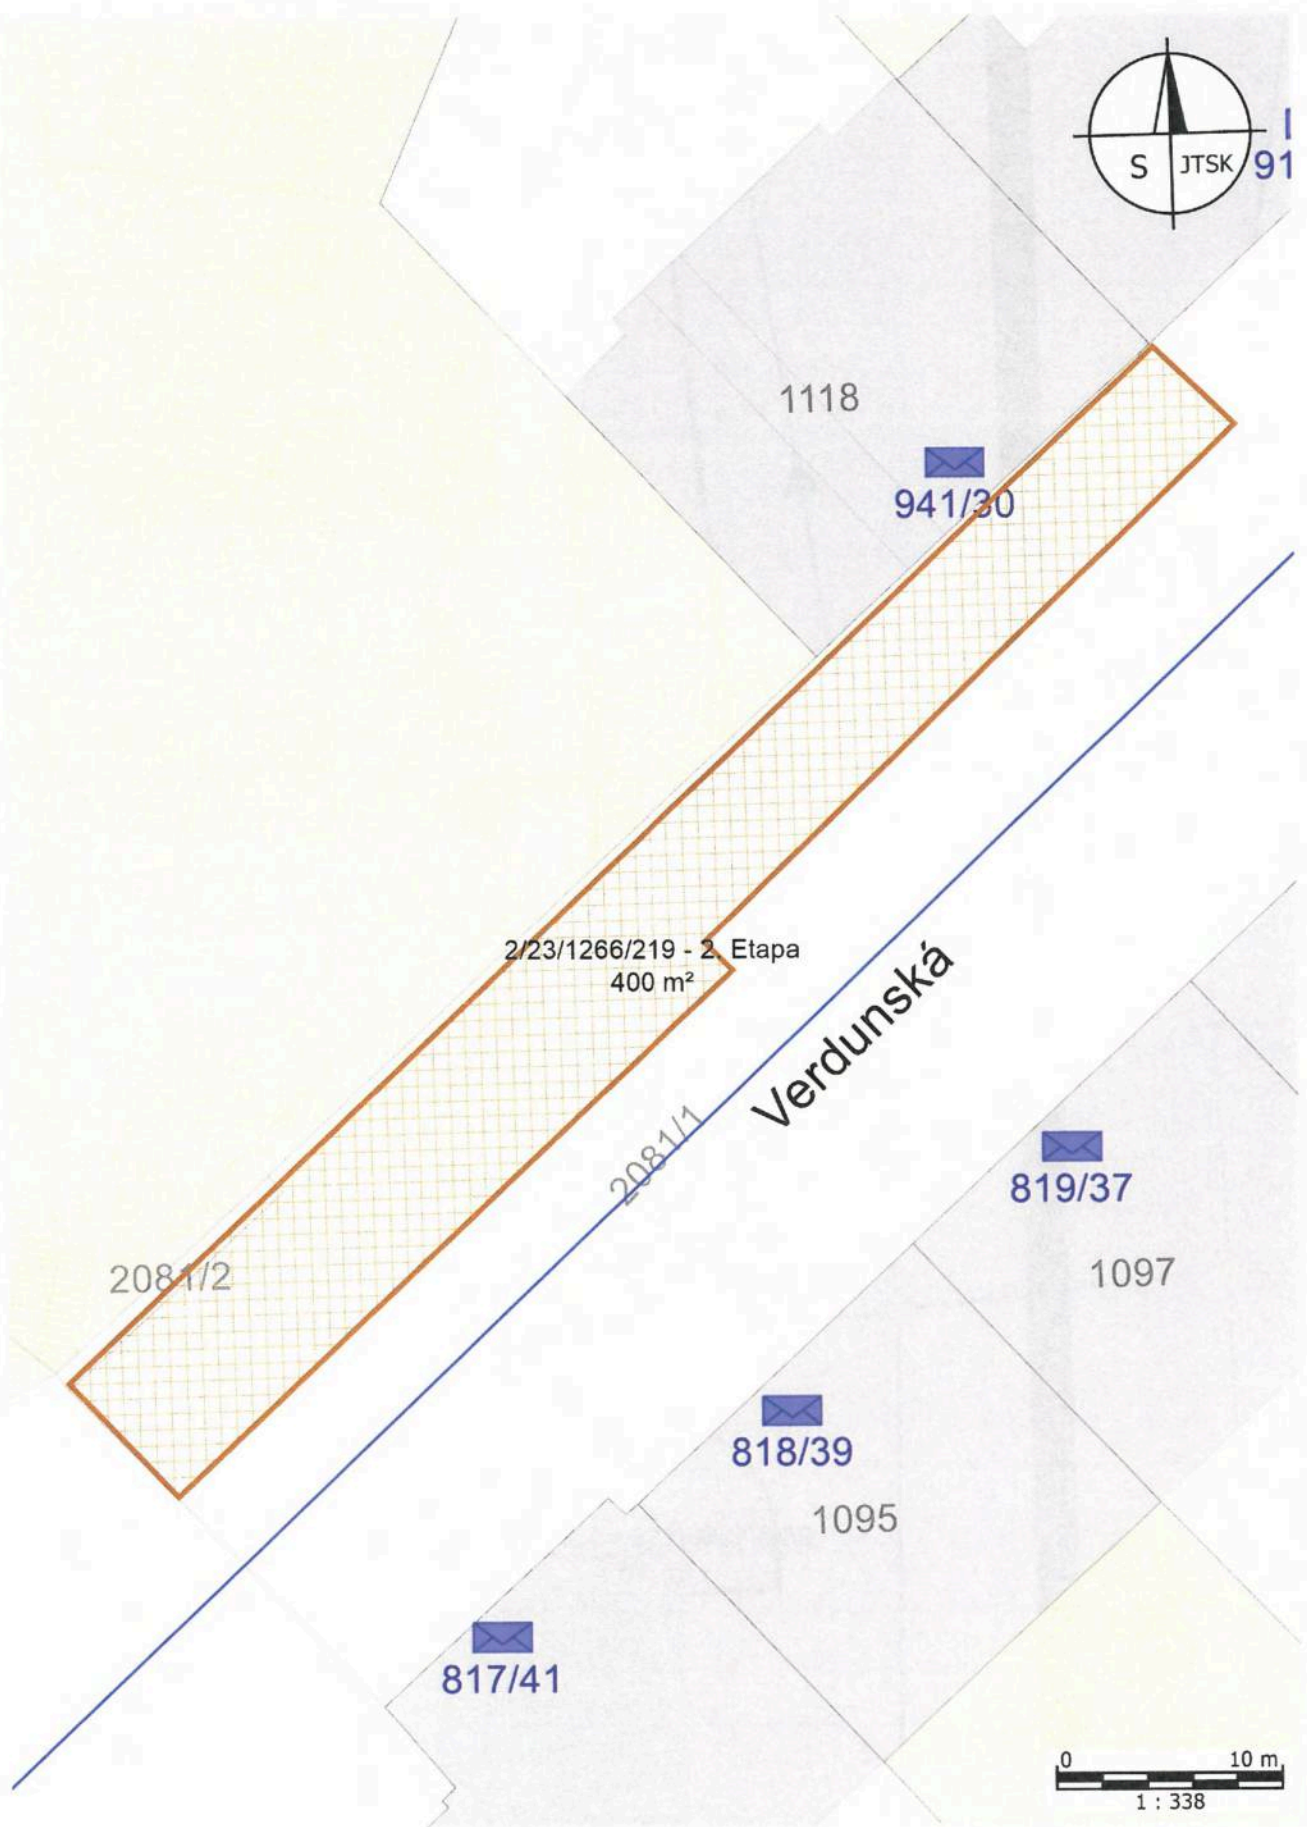 S JTSK
91
1118
941/30
2/23/1266/219 - 2. Etapa
400 m²
Verdunská
2081/1
819/37
1097
2081/2
818/39
1095
817/41
0 10 m
1 : 338